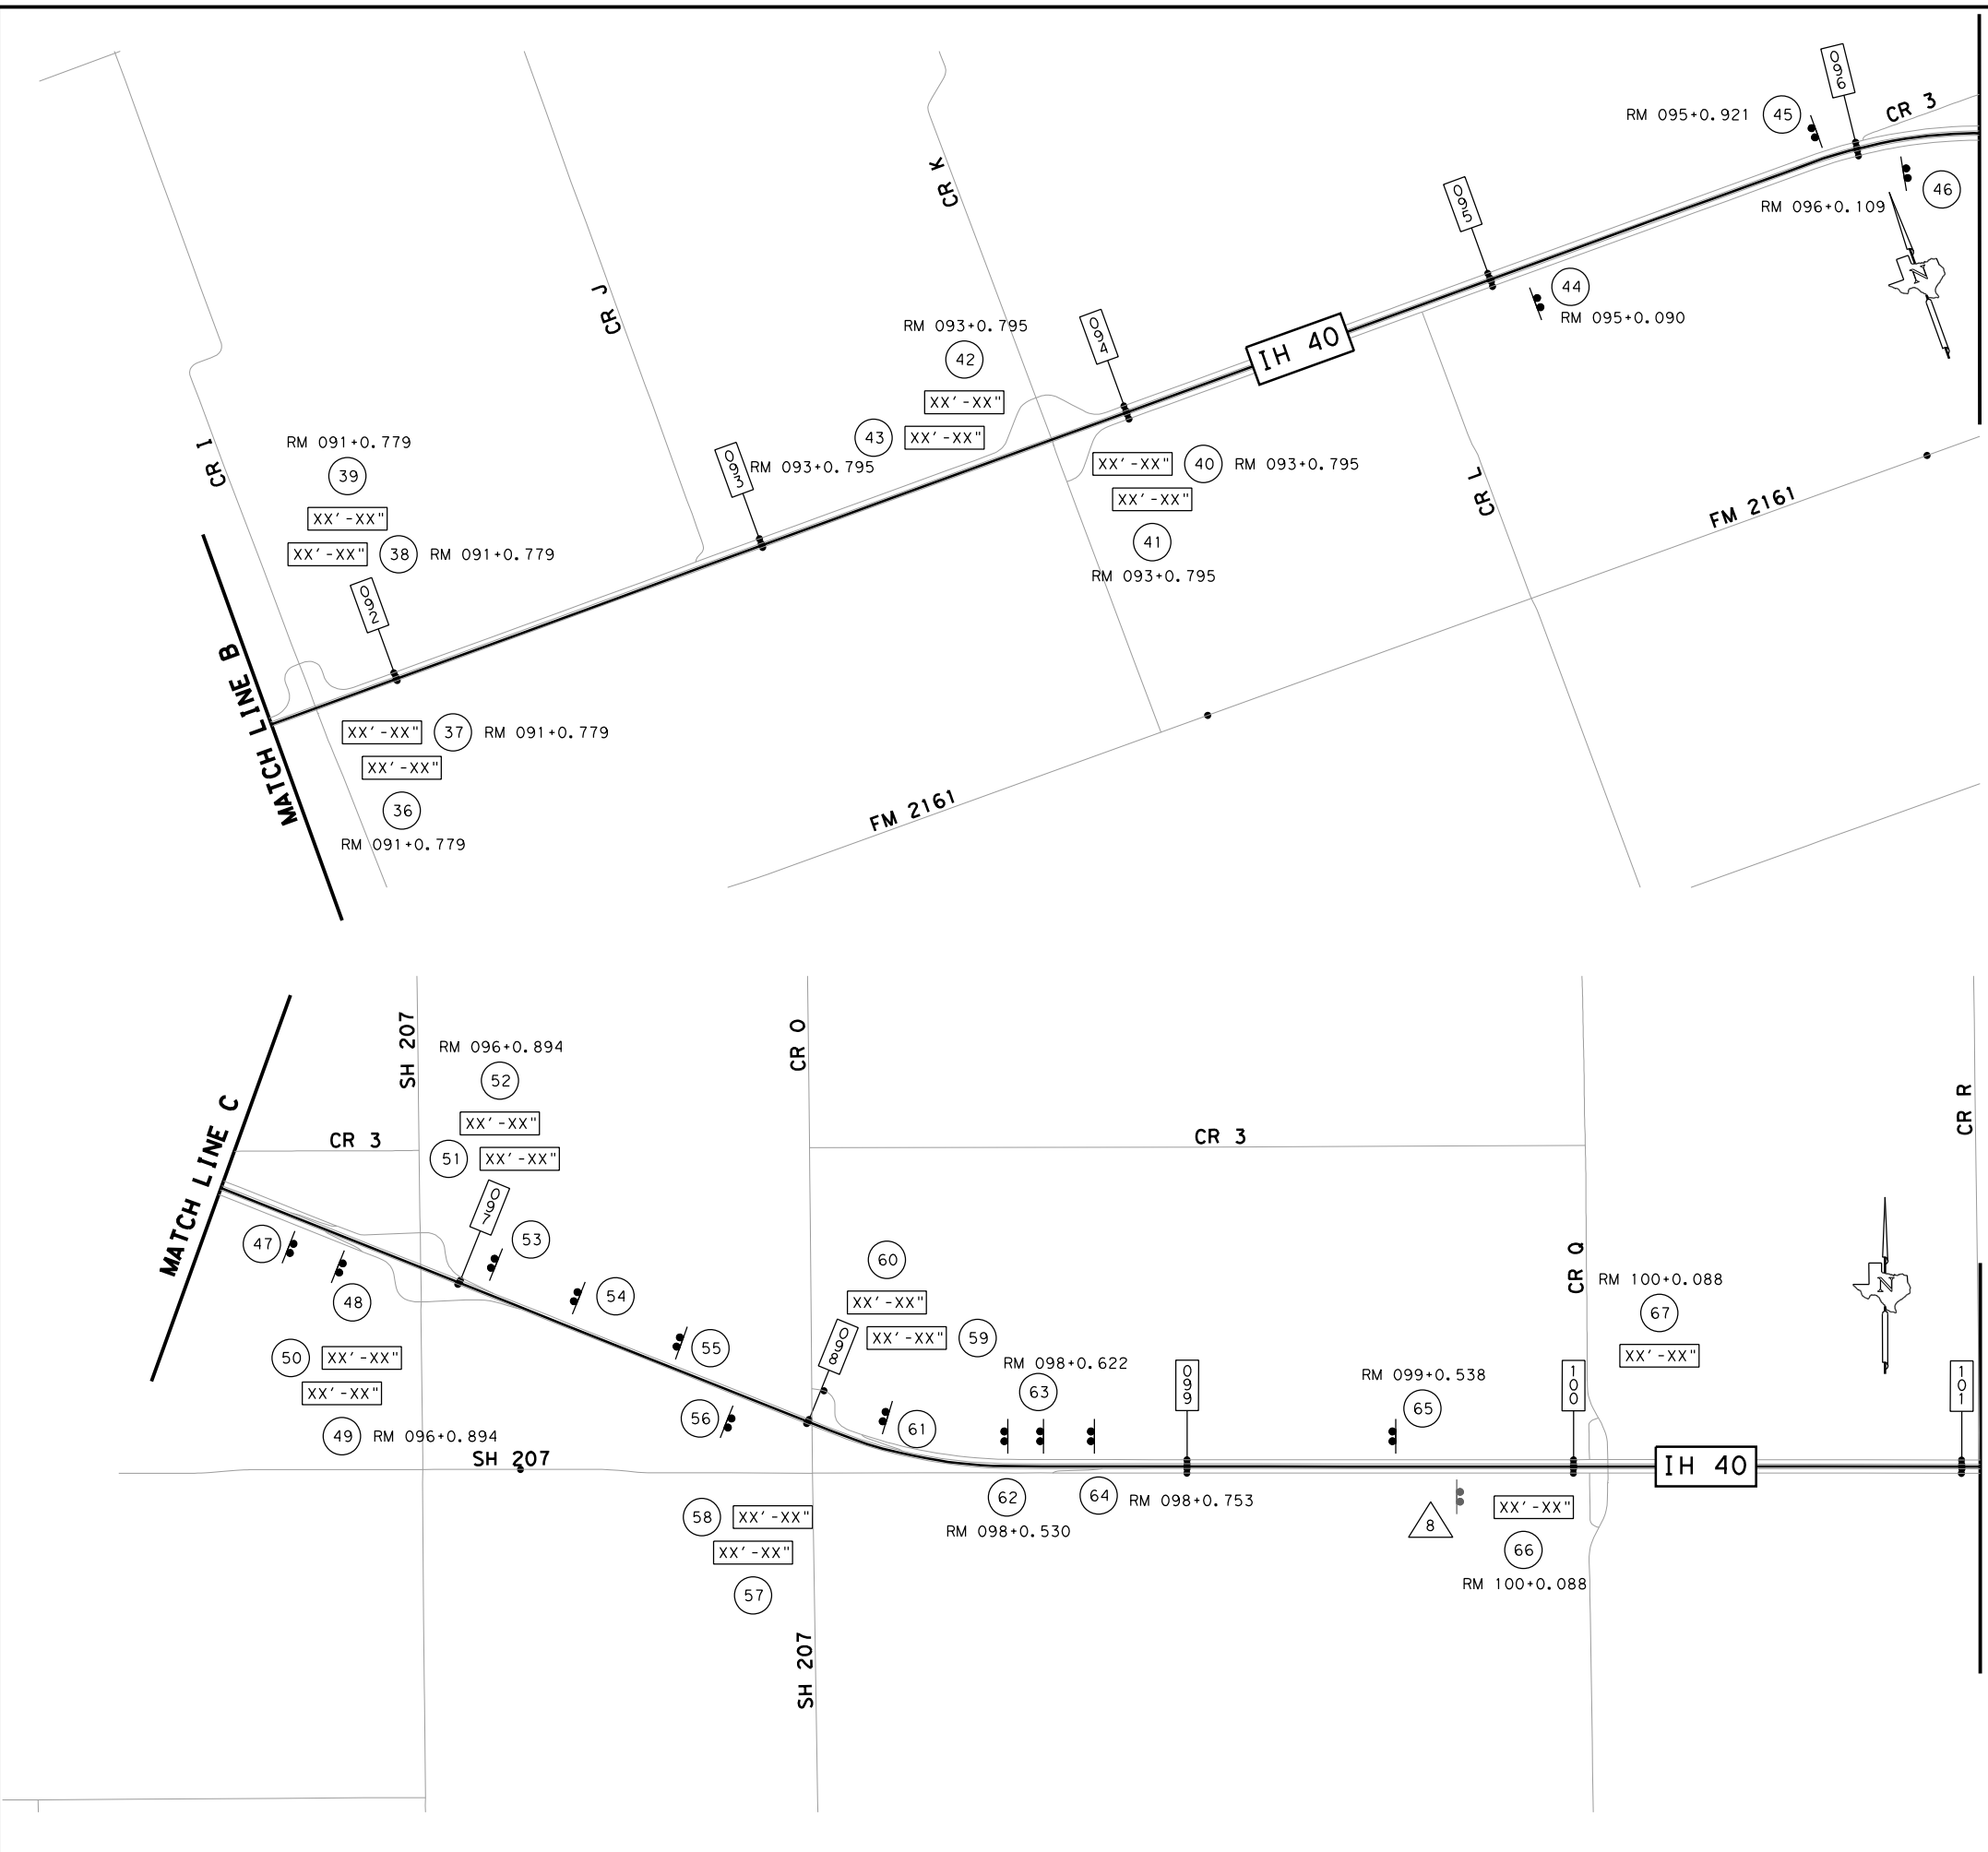 096
CR 3
RM 095+0.921
45
46
RM 096+0.109
N
CR K
095
44
RM 095+0.090
CR J
RM 093+0.795
42
XX'-XX"
43
XX'-XX"
094
IH 40
CR I
RM 091+0.779
39
XX'-XX"
XX'-XX"
38
RM 091+0.779
093
RM 093+0.795
XX'-XX"
40
RM 093+0.795
XX'-XX"
41
RM 093+0.795
CR L
FM 2161
092
MATCH LINE B
XX'-XX"
37
RM 091+0.779
XX'-XX"
36
RM 091+0.779
FM 2161
SH 207
RM 096+0.894
52
XX'-XX"
51
XX'-XX"
CR O
CR 3
CR 3
CR R
MATCH LINE C
097
47
48
53
54
55
56
50
XX'-XX"
XX'-XX"
49
RM 096+0.894
SH 207
60
XX'-XX"
XX'-XX"
59
098
61
CR Q
RM 100+0.088
67
XX'-XX"
N
RM 098+0.622
63
099
RM 099+0.538
65
100
101
IH 40
62
RM 098+0.530
64
RM 098+0.753
8
XX'-XX"
66
RM 100+0.088
58
XX'-XX"
XX'-XX"
57
SH 207